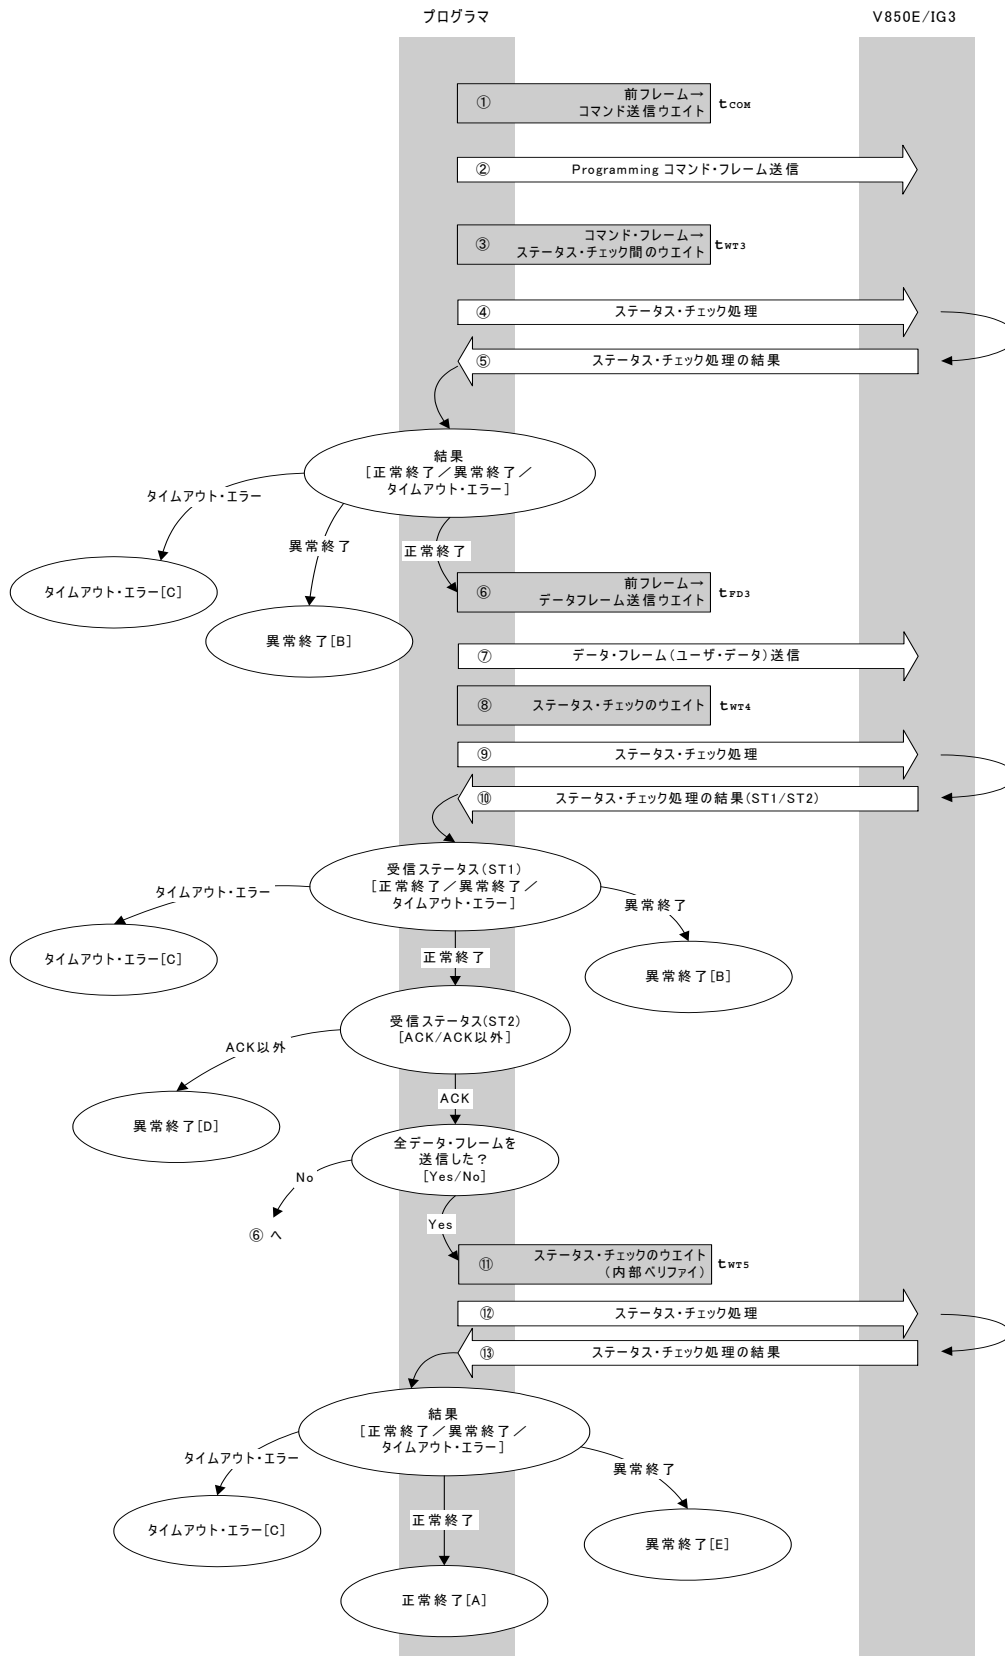 プログラマ
V850E/IG3
① 前フレーム→
コマンド送信ウエイト
tCOM
② Programming コマンド・フレーム送信
③ コマンド・フレーム→
ステータス・チェック間のウエイト
tWT3
④ ステータス・チェック処理
⑤ ステータス・チェック処理の結果
結果
[正常終了／異常終了／
タイムアウト・エラー]
タイムアウト・エラー
異常終了
正常終了
タイムアウト・エラー[C]
異常終了[B]
⑥ 前フレーム→
データフレーム送信ウエイト
tFD3
⑦ データ・フレーム(ユーザ・データ)送信
⑧ ステータス・チェックのウエイト
tWT4
⑨ ステータス・チェック処理
⑩ ステータス・チェック処理の結果(ST1/ST2)
受信ステータス(ST1)
[正常終了／異常終了／
タイムアウト・エラー]
タイムアウト・エラー
異常終了
タイムアウト・エラー[C]
正常終了
異常終了[B]
受信ステータス(ST2)
[ACK/ACK以外]
ACK以外
ACK
異常終了[D]
全データ・フレームを
送信した？
[Yes/No]
No
Yes
⑥ へ
⑪ ステータス・チェックのウエイト
(内部ベリファイ)
tWT5
⑫ ステータス・チェック処理
⑬ ステータス・チェック処理の結果
結果
[正常終了／異常終了／
タイムアウト・エラー]
タイムアウト・エラー
異常終了
正常終了
タイムアウト・エラー[C]
異常終了[E]
正常終了[A]